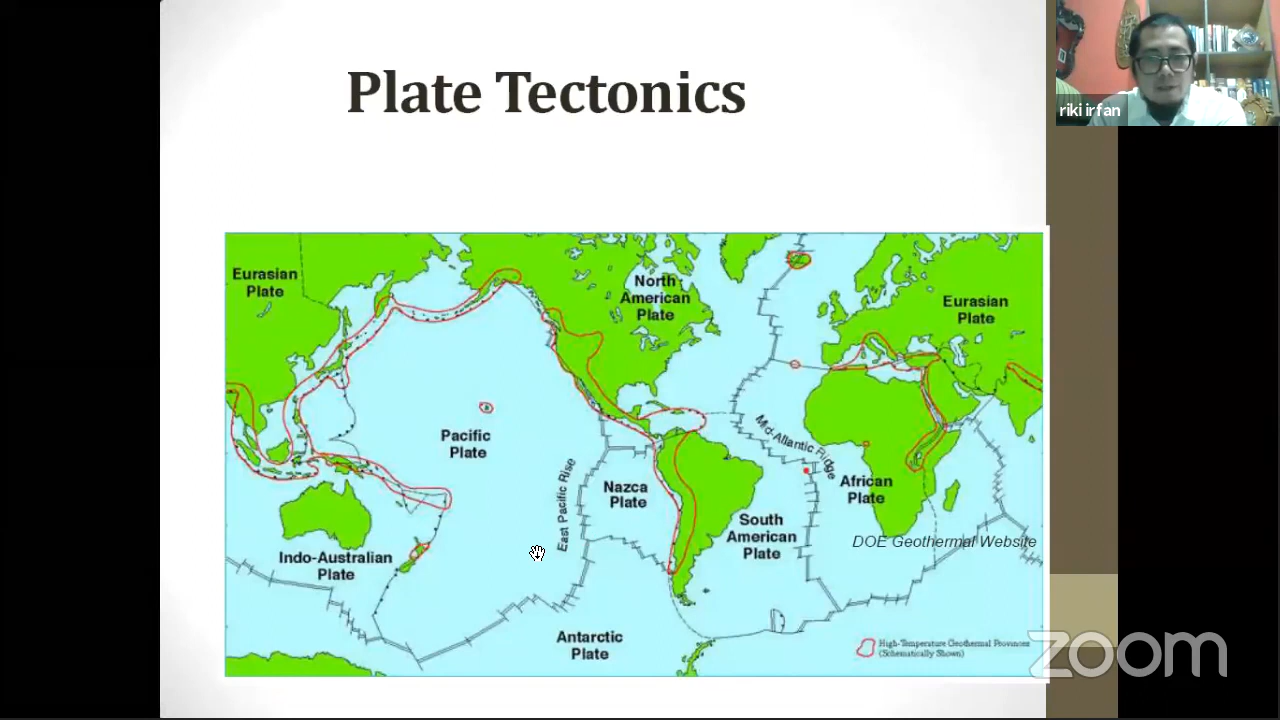 Plate Tectonics
riki irfan
Eurasian
Plate
North
American
Plate
Eurasian
Plate
Pacific
Plate
East Pacific Rise
Nazca
Plate
Mid-Atlantic Ridge
African
Plate
South
American
Plate
DOE Geothermal Website
Indo-Australian
Plate
Antarctic
Plate
High-Temperature Geothermal Provinces
(Schematically Shown)
zoom